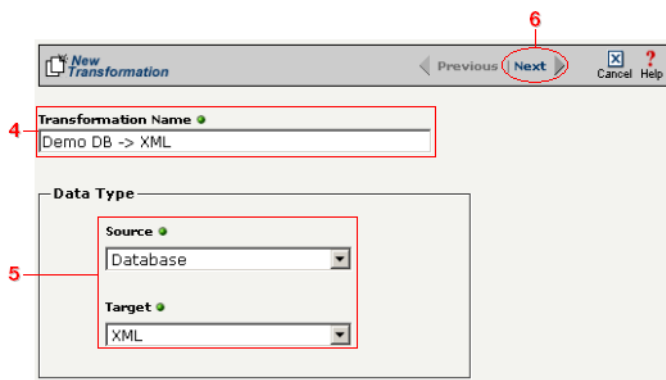 6
New
Transformation
Previous Next
Cancel Help
4
Transformation Name
Demo DB -> XML
Data Type
Source
5
Database
Target
XML